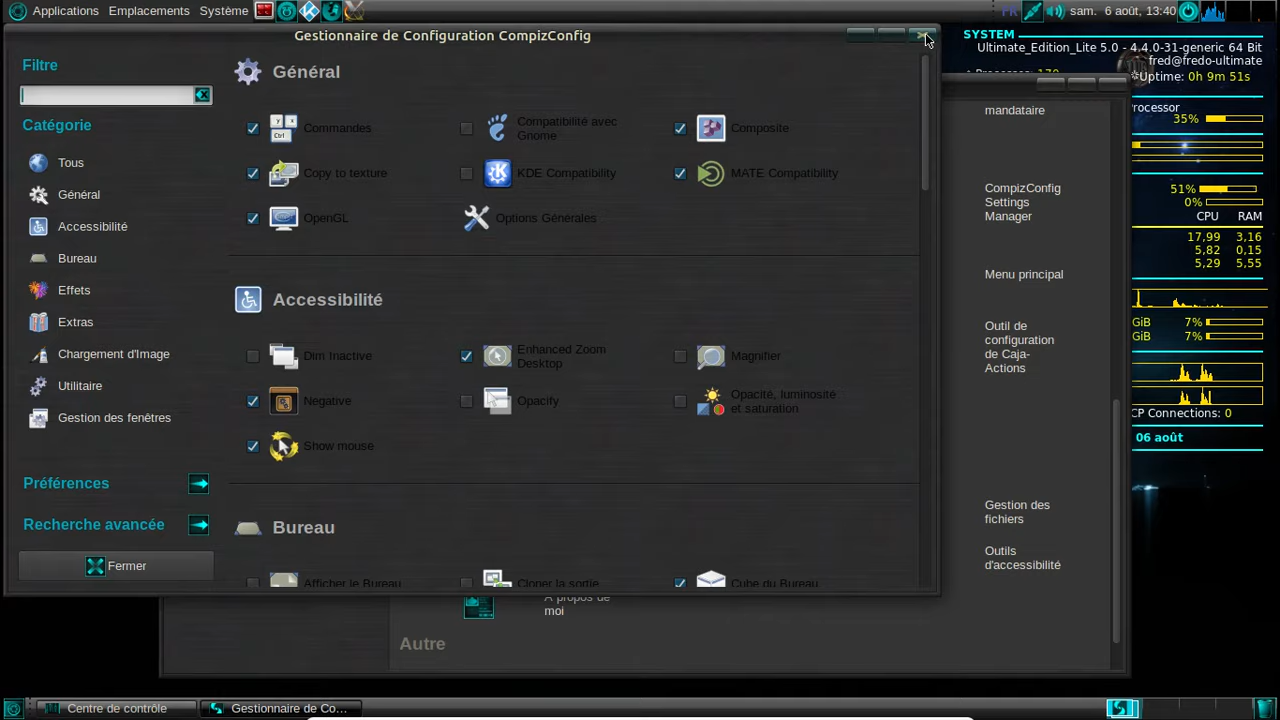 Applications Emplacements Système
FR sam. 6 août, 13:40
Gestionnaire de Configuration CompizConfig
Filtre
Catégorie
Tous
Général
Accessibilité
Bureau
Effets
Extras
Chargement d'Image
Utilitaire
Gestion des fenêtres
Préférences
Recherche avancée
Fermer
Général
Commandes
Compatibilité avec
Gnome
Composite
Copy to texture
KDE Compatibility
MATE Compatibility
OpenGL
Options Générales
Accessibilité
Dim Inactive
Enhanced Zoom
Desktop
Magnifier
Negative
Opacify
Opacité, luminosité
et saturation
Show mouse
Bureau
Afficher le Bureau
Cloner la sortie
Cube du Bureau
mandataire
CompizConfig
Settings
Manager
Menu principal
Outil de
configuration
de Caja-
Actions
Gestion des
fichiers
Outils
d'accessibilité
A propos de
moi
Autre
SYSTEM
Ultimate_Edition_Lite 5.0 - 4.4.0-31-generic 64 Bit
fred@fredo-ultimate
Uptime: 0h 9m 51s
Processes: 170
Processor
35%
51%
0%
CPU RAM
17,99 3,16
5,82 0,15
5,29 5,55
GiB 7%
GiB 7%
CP Connections: 0
06 août
Centre de contrôle
Gestionnaire de Co...